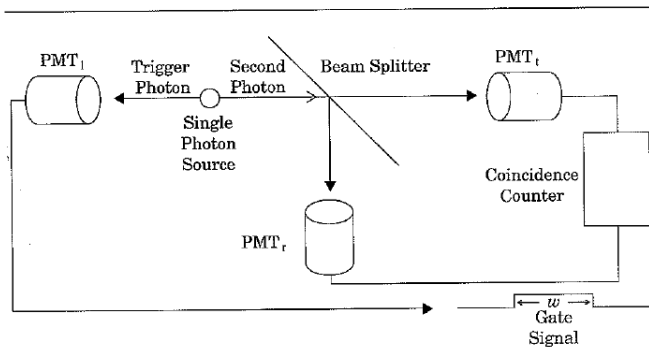 PMT₁
Trigger
Photon
Second
Photon
Beam Splitter
PMTₜ
Single
Photon
Source
Coincidence
Counter
PMTᵣ
w
Gate
Signal